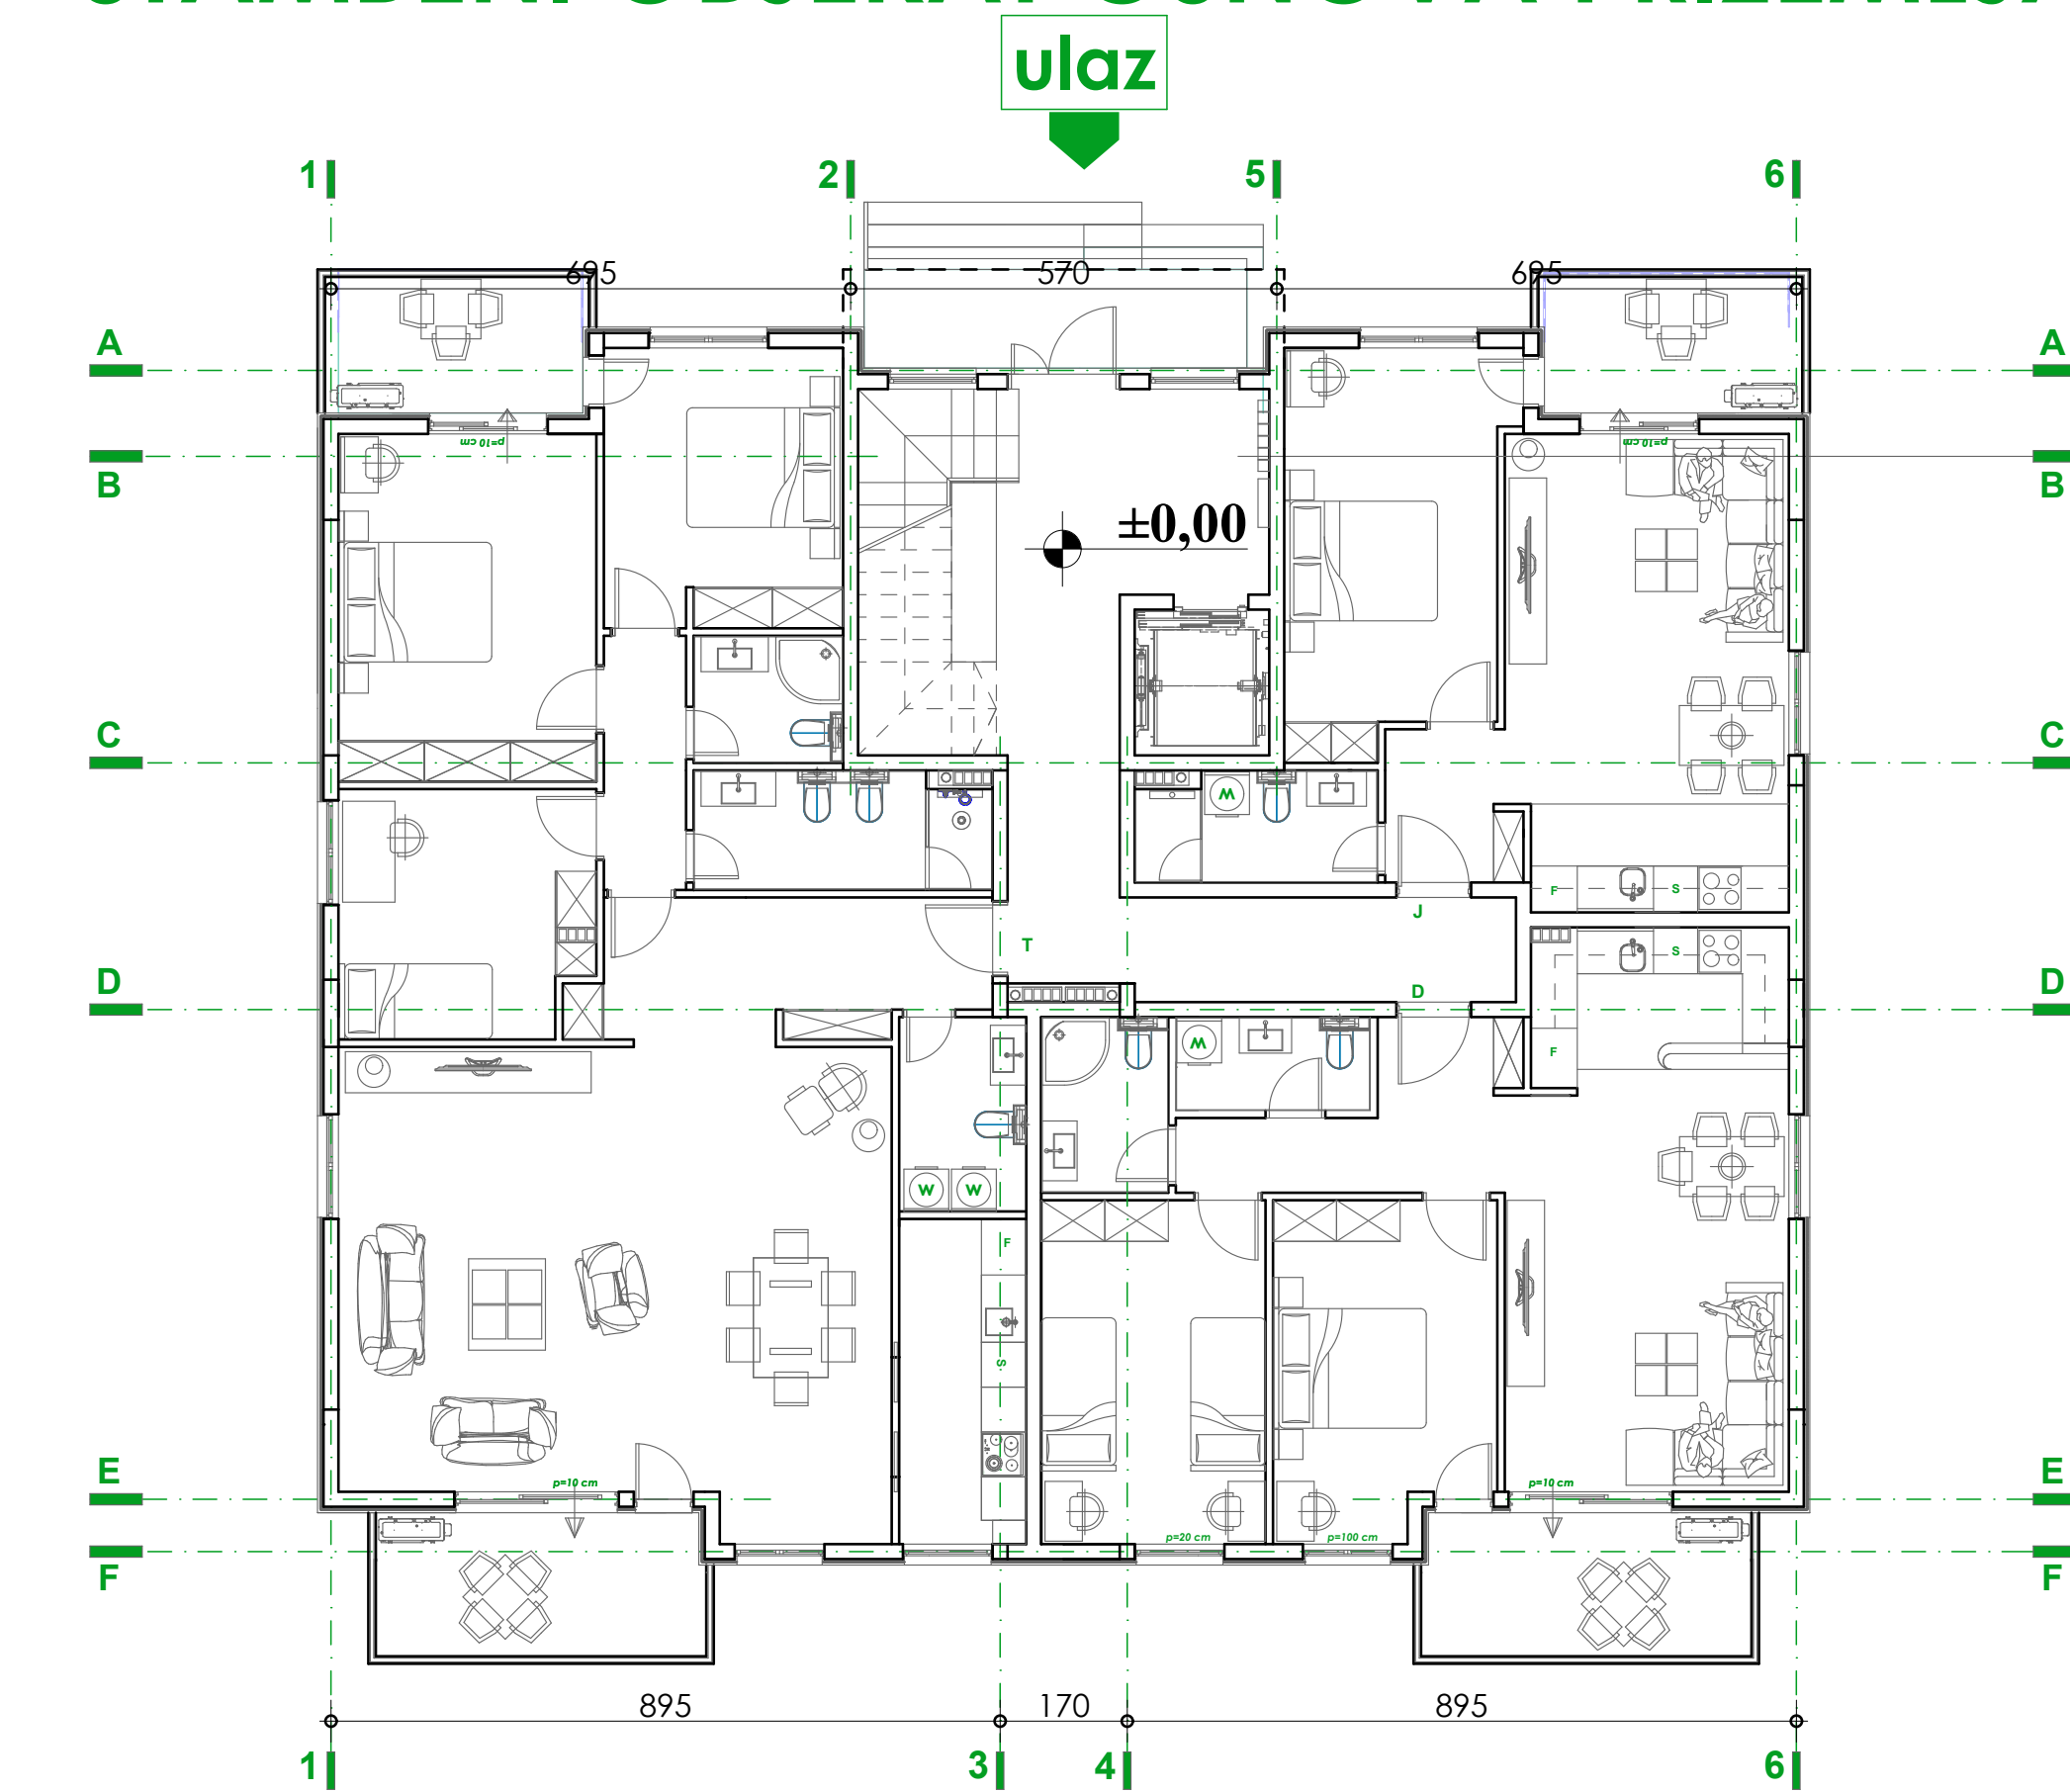 ulaz
1 2 5 6
695 570 695
A A
p=10 cm p=10 cm
B B
±0,00
C C
M
F S
J
T
S
D D
D
M
F
W W
F
S
E E
p=10 cm p=10 cm
p=20 cm p=100 cm
F F
895 170 895
1 3 4 6